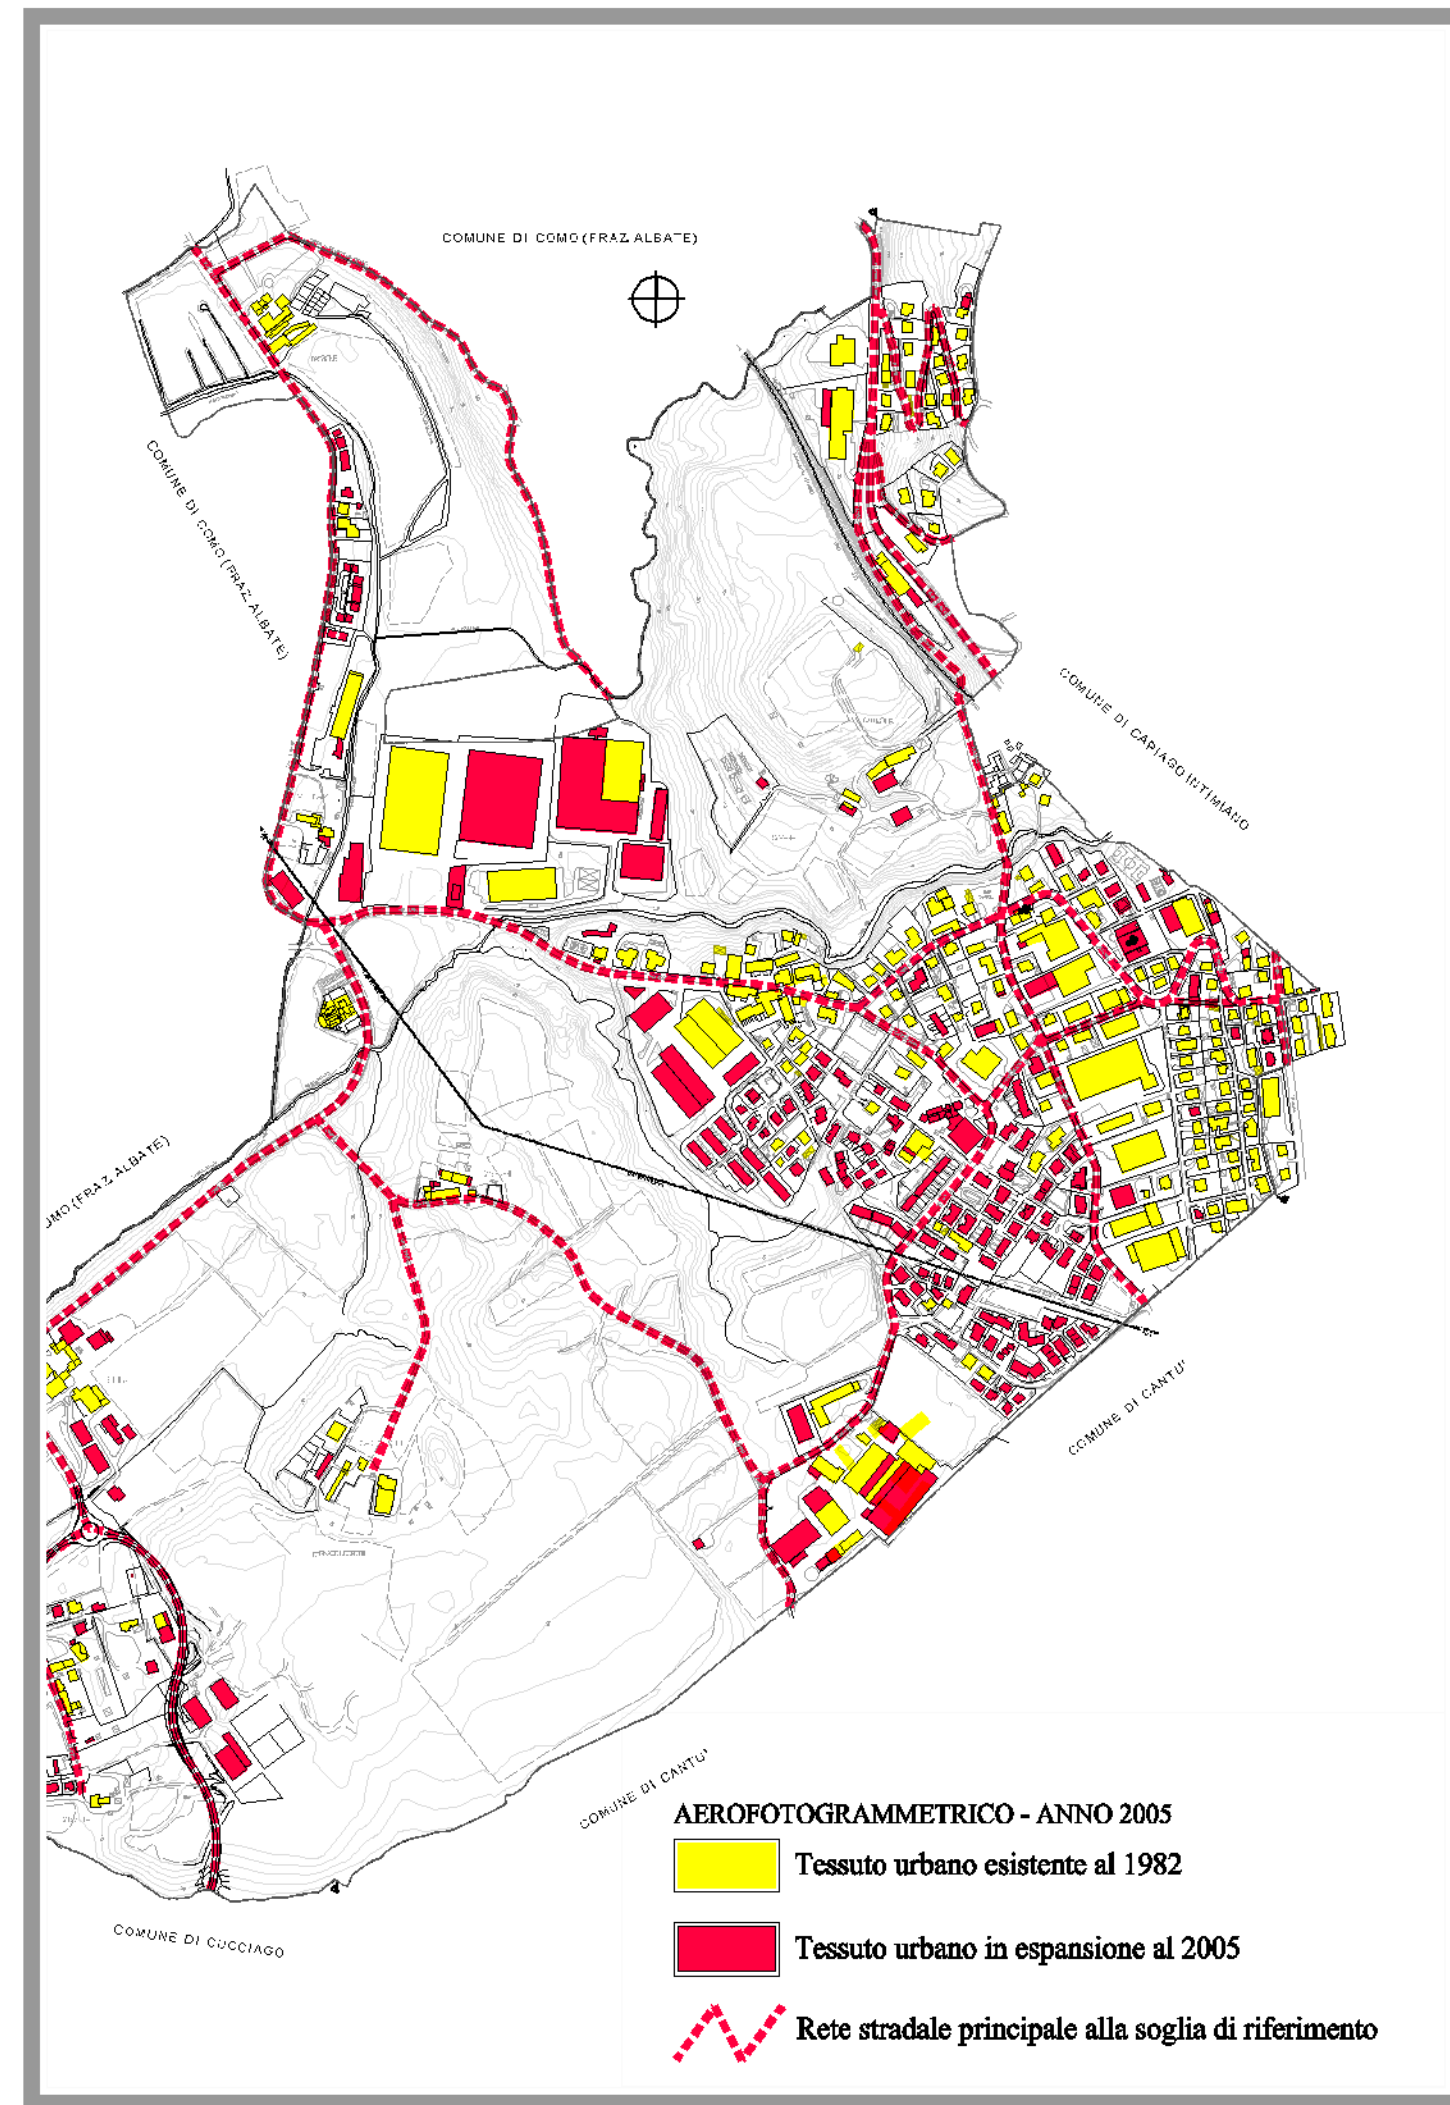 COMUNE DI COMO (FRAZ. ALBATE)
COMUNE DI COMO (FRAZ. ALBATE)
COMUNE DI CAPIAGO INTIMIANO
OMO (FRAZ. ALBATE)
COMUNE DI CANTU'
COMUNE DI CANTU'
COMUNE DI CUCCIAGO
AEROFOTOGRAMMETRICO - ANNO 2005
Tessuto urbano esistente al 1982
Tessuto urbano in espansione al 2005
Rete stradale principale alla soglia di riferimento